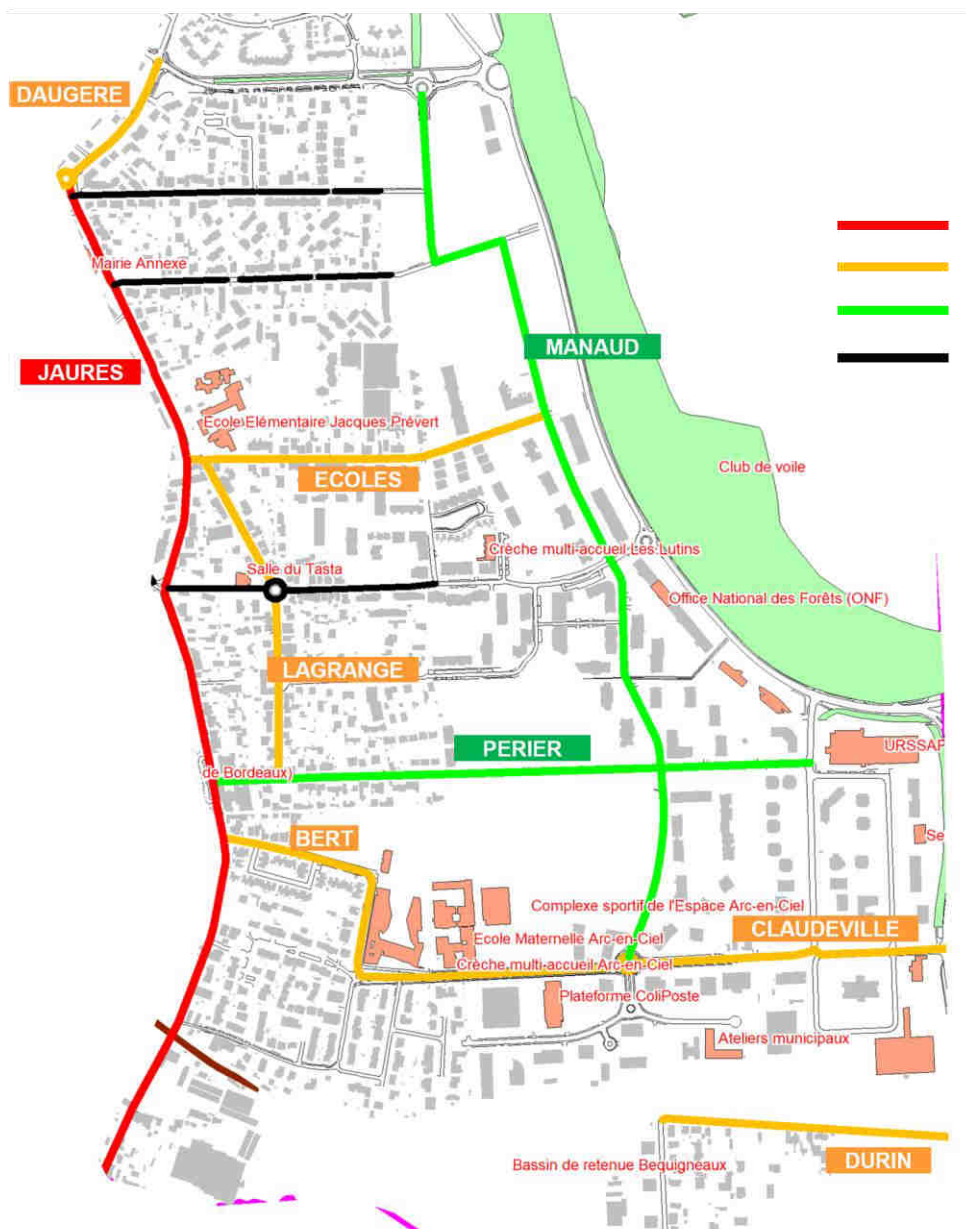 DAUGERE
Mairie Annexe
MANAUD
JAURES
Ecole Elémentaire Jacques Prévert
Club de voile
ECOLES
Crèche multi-accueil Les Lutins
Salle du Tasta
Office National des Forêts (ONF)
LAGRANGE
PERIER
URSSAF
de Bordeaux)
BERT
Se
Complexe sportif de l'Espace Arc-en-Ciel
CLAUDEVILLE
Ecole Maternelle Arc-en-Ciel
Crèche multi-accueil Arc-en-Ciel
Plateforme ColiPoste
Ateliers municipaux
Bassin de retenue Bequigneaux
DURIN